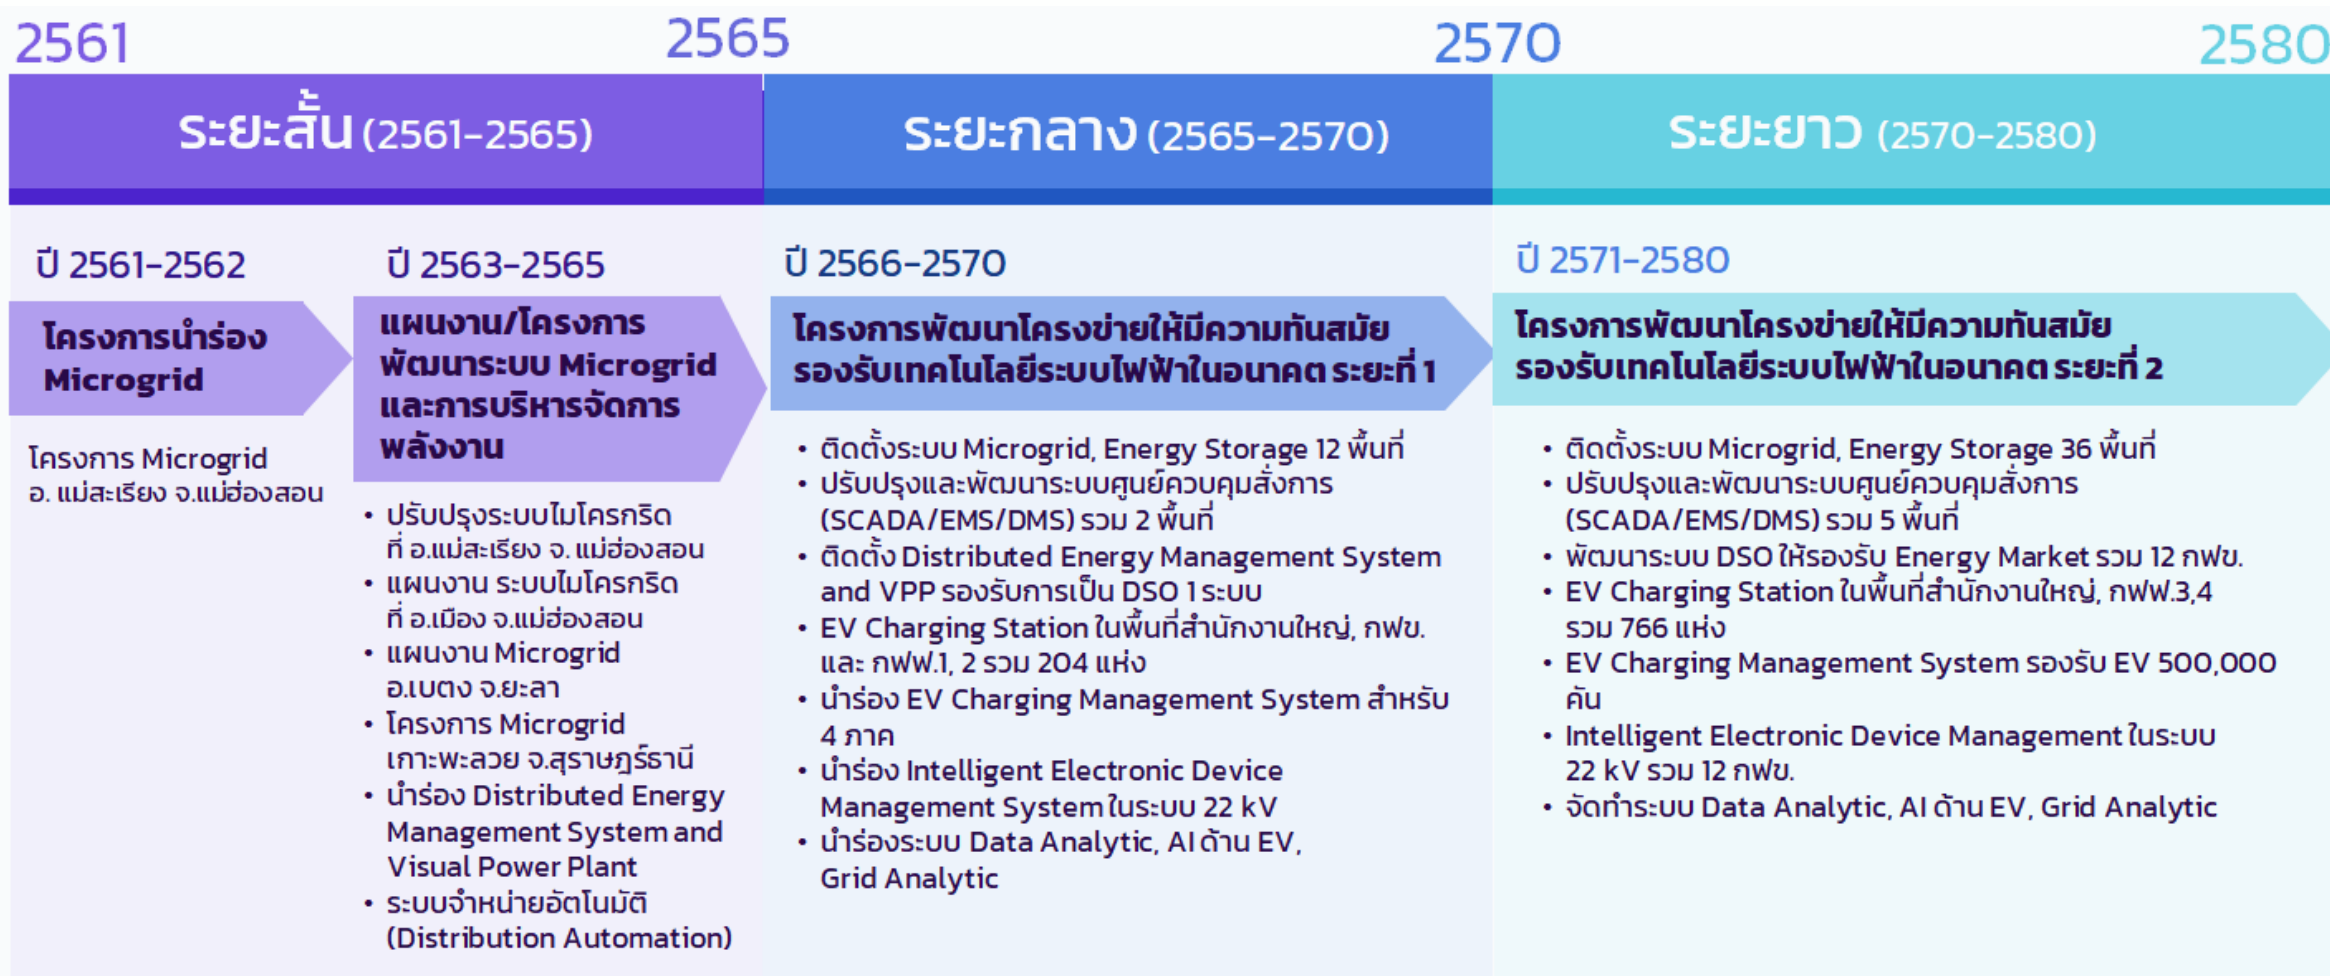 2561
2565
2570
2580
ระยะสั้น (2561-2565)
ระยะกลาง (2565-2570)
ระยะยาว (2570-2580)
ปี 2561-2562
โครงการนำร่อง
Microgrid
โครงการ Microgrid
อ. แม่สะเรียง จ.แม่ฮ่องสอน
ปี 2563-2565
แผนงาน/โครงการ
พัฒนาระบบ Microgrid
และการบริหารจัดการ
พลังงาน
• ปรับปรุงระบบไมโครกริด
ที่ อ.แม่สะเรียง จ. แม่ฮ่องสอน
• แผนงาน ระบบไมโครกริด
ที่ อ.เมือง จ.แม่ฮ่องสอน
• แผนงาน Microgrid
อ.เบตง จ.ยะลา
• โครงการ Microgrid
เกาะพะลวย จ.สุราษฎร์ธานี
• นำร่อง Distributed Energy
Management System and
Visual Power Plant
• ระบบจำหน่ายอัตโนมัติ
(Distribution Automation)
ปี 2566-2570
โครงการพัฒนาโครงข่ายให้มีความทันสมัย
รองรับเทคโนโลยีระบบไฟฟ้าในอนาคต ระยะที่ 1
• ติดตั้งระบบ Microgrid, Energy Storage 12 พื้นที่
• ปรับปรุงและพัฒนาระบบศูนย์ควบคุมสั่งการ
(SCADA/EMS/DMS) รวม 2 พื้นที่
• ติดตั้ง Distributed Energy Management System
and VPP รองรับการเป็น DSO 1 ระบบ
• EV Charging Station ในพื้นที่สำนักงานใหญ่, กฟข.
และ กฟฟ.1, 2 รวม 204 แห่ง
• นำร่อง EV Charging Management System สำหรับ
4 ภาค
• นำร่อง Intelligent Electronic Device
Management System ในระบบ 22 kV
• นำร่องระบบ Data Analytic, AI ด้าน EV,
Grid Analytic
ปี 2571-2580
โครงการพัฒนาโครงข่ายให้มีความทันสมัย
รองรับเทคโนโลยีระบบไฟฟ้าในอนาคต ระยะที่ 2
• ติดตั้งระบบ Microgrid, Energy Storage 36 พื้นที่
• ปรับปรุงและพัฒนาระบบศูนย์ควบคุมสั่งการ
(SCADA/EMS/DMS) รวม 5 พื้นที่
• พัฒนาระบบ DSO ให้รองรับ Energy Market รวม 12 กฟข.
• EV Charging Station ในพื้นที่สำนักงานใหญ่, กฟฟ.3,4
รวม 766 แห่ง
• EV Charging Management System รองรับ EV 500,000
คัน
• Intelligent Electronic Device Management ในระบบ
22 kV รวม 12 กฟข.
• จัดทำระบบ Data Analytic, AI ด้าน EV, Grid Analytic